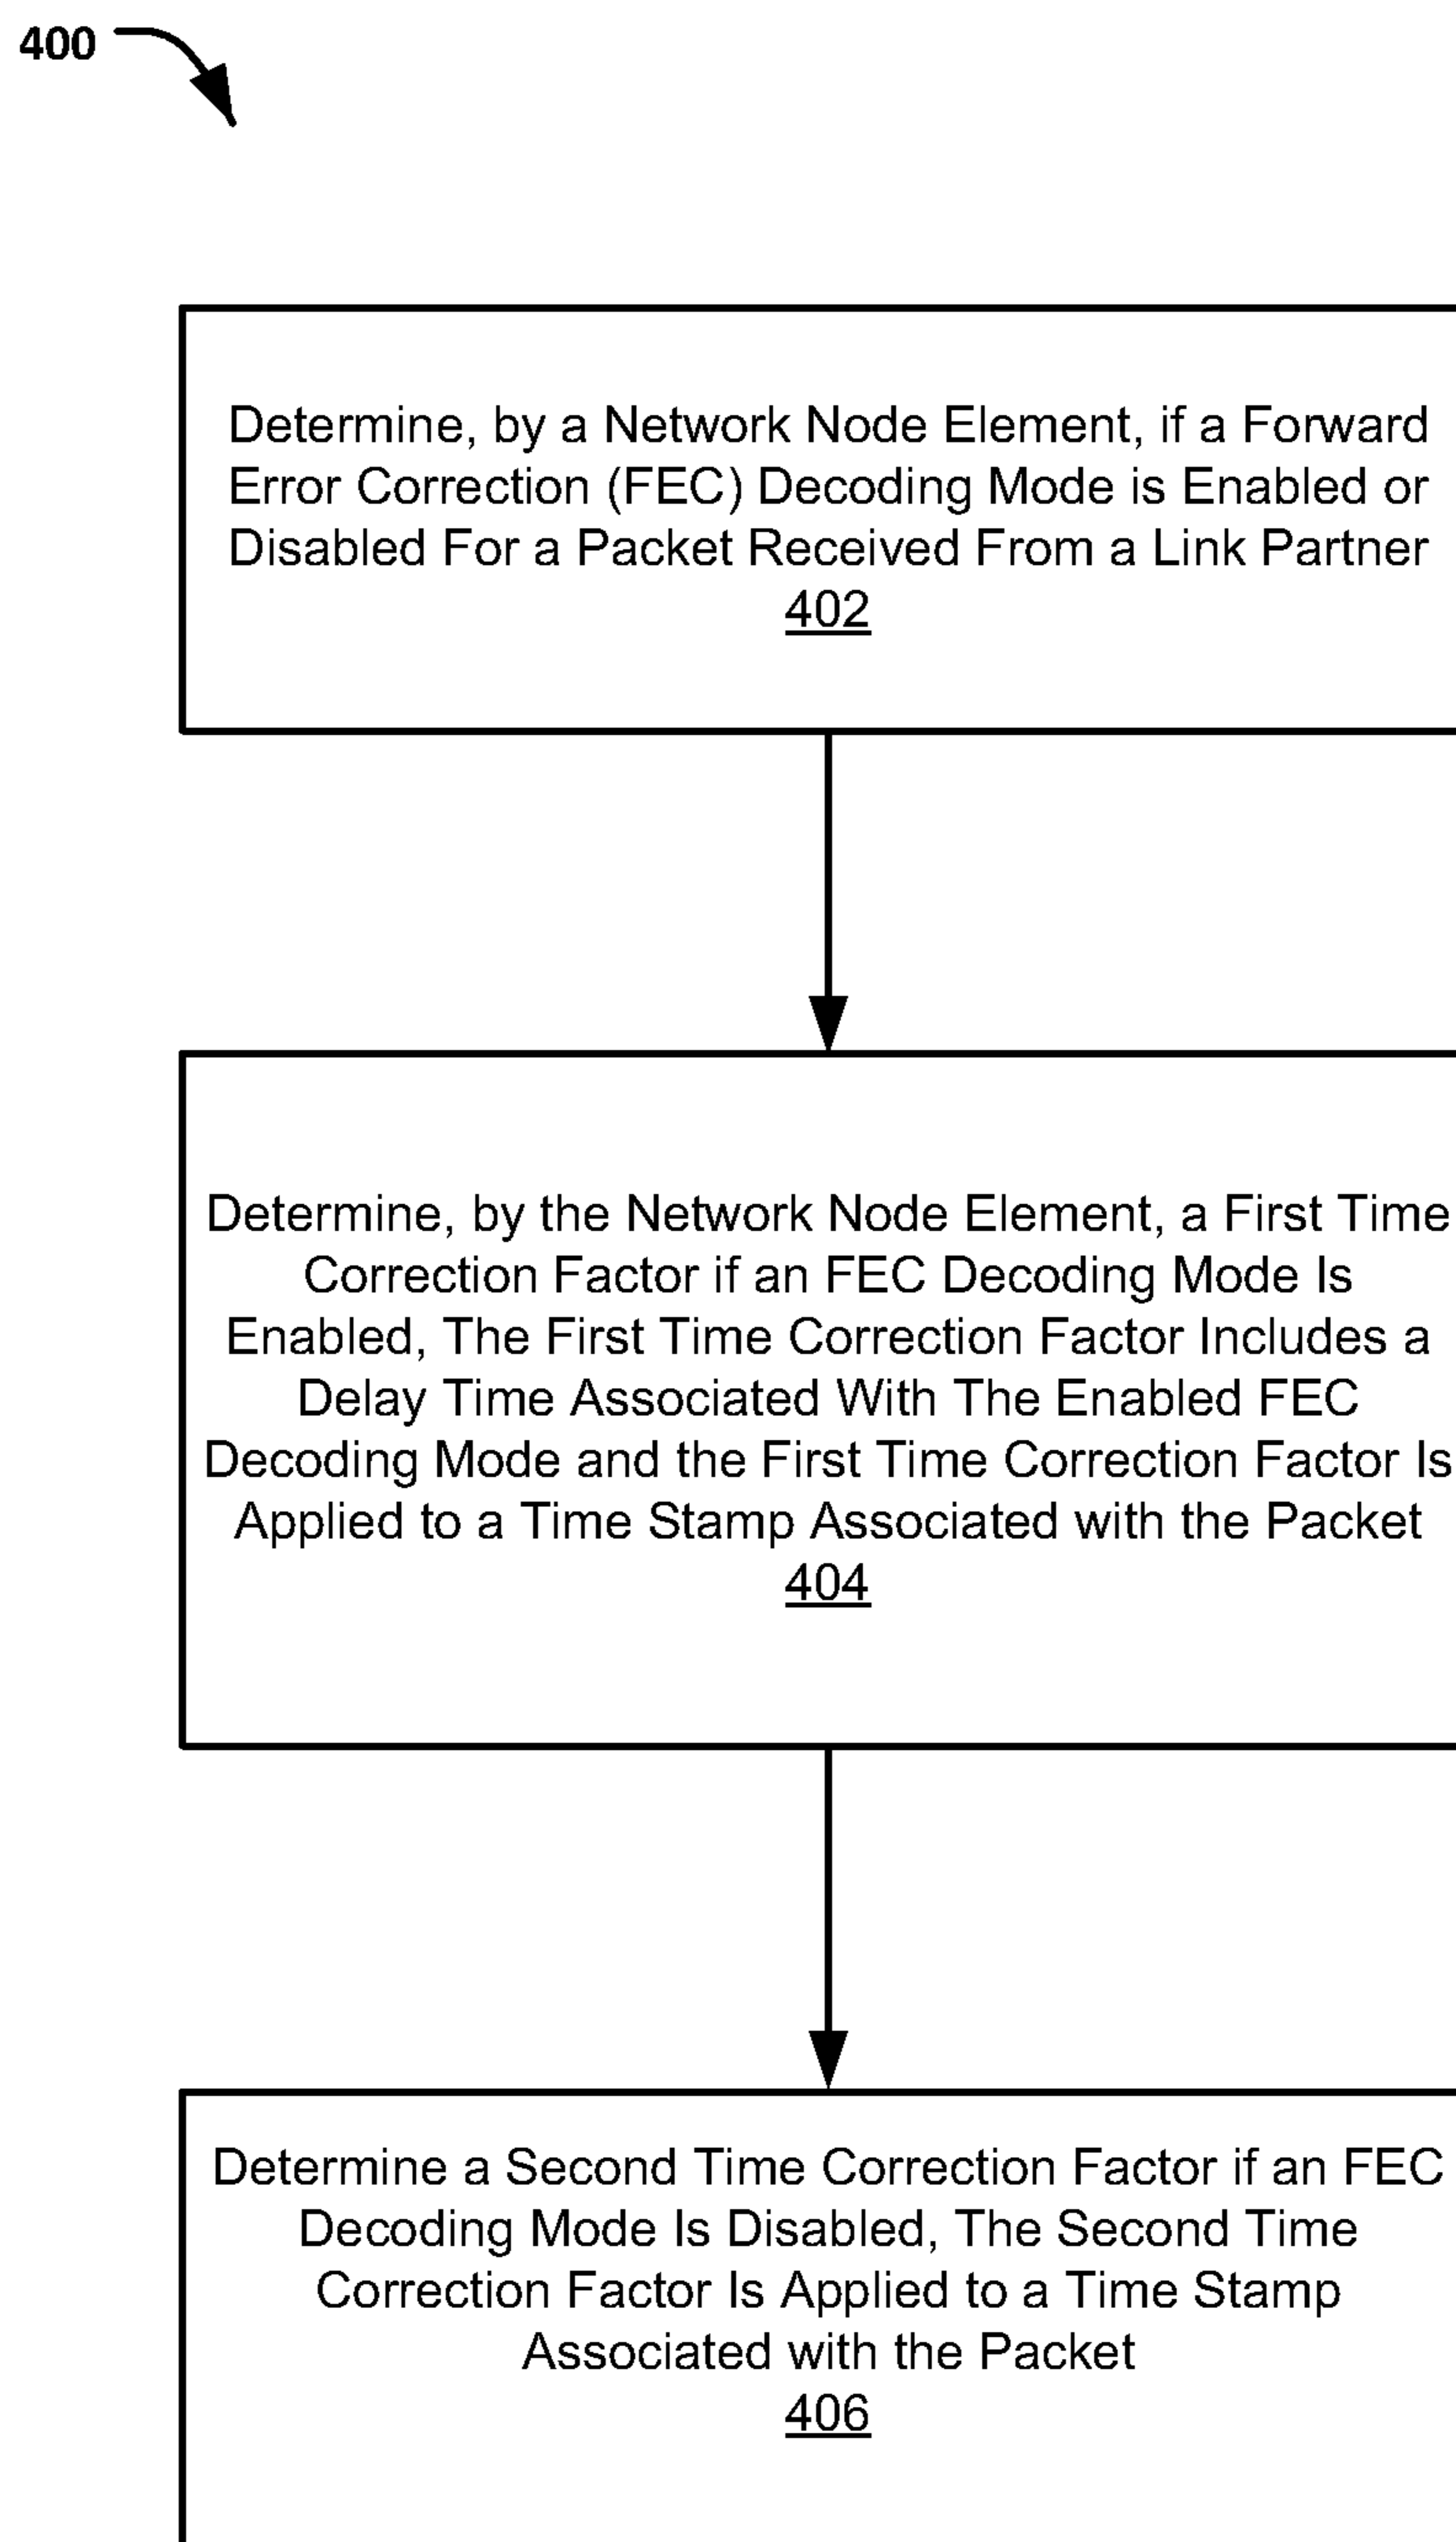 400
Determine, by a Network Node Element, if a Forward
Error Correction (FEC) Decoding Mode is Enabled or
Disabled For a Packet Received From a Link Partner
402
Determine, by the Network Node Element, a First Time
Correction Factor if an FEC Decoding Mode Is
Enabled, The First Time Correction Factor Includes a
Delay Time Associated With The Enabled FEC
Decoding Mode and the First Time Correction Factor Is
Applied to a Time Stamp Associated with the Packet
404
Determine a Second Time Correction Factor if an FEC
Decoding Mode Is Disabled, The Second Time
Correction Factor Is Applied to a Time Stamp
Associated with the Packet
406